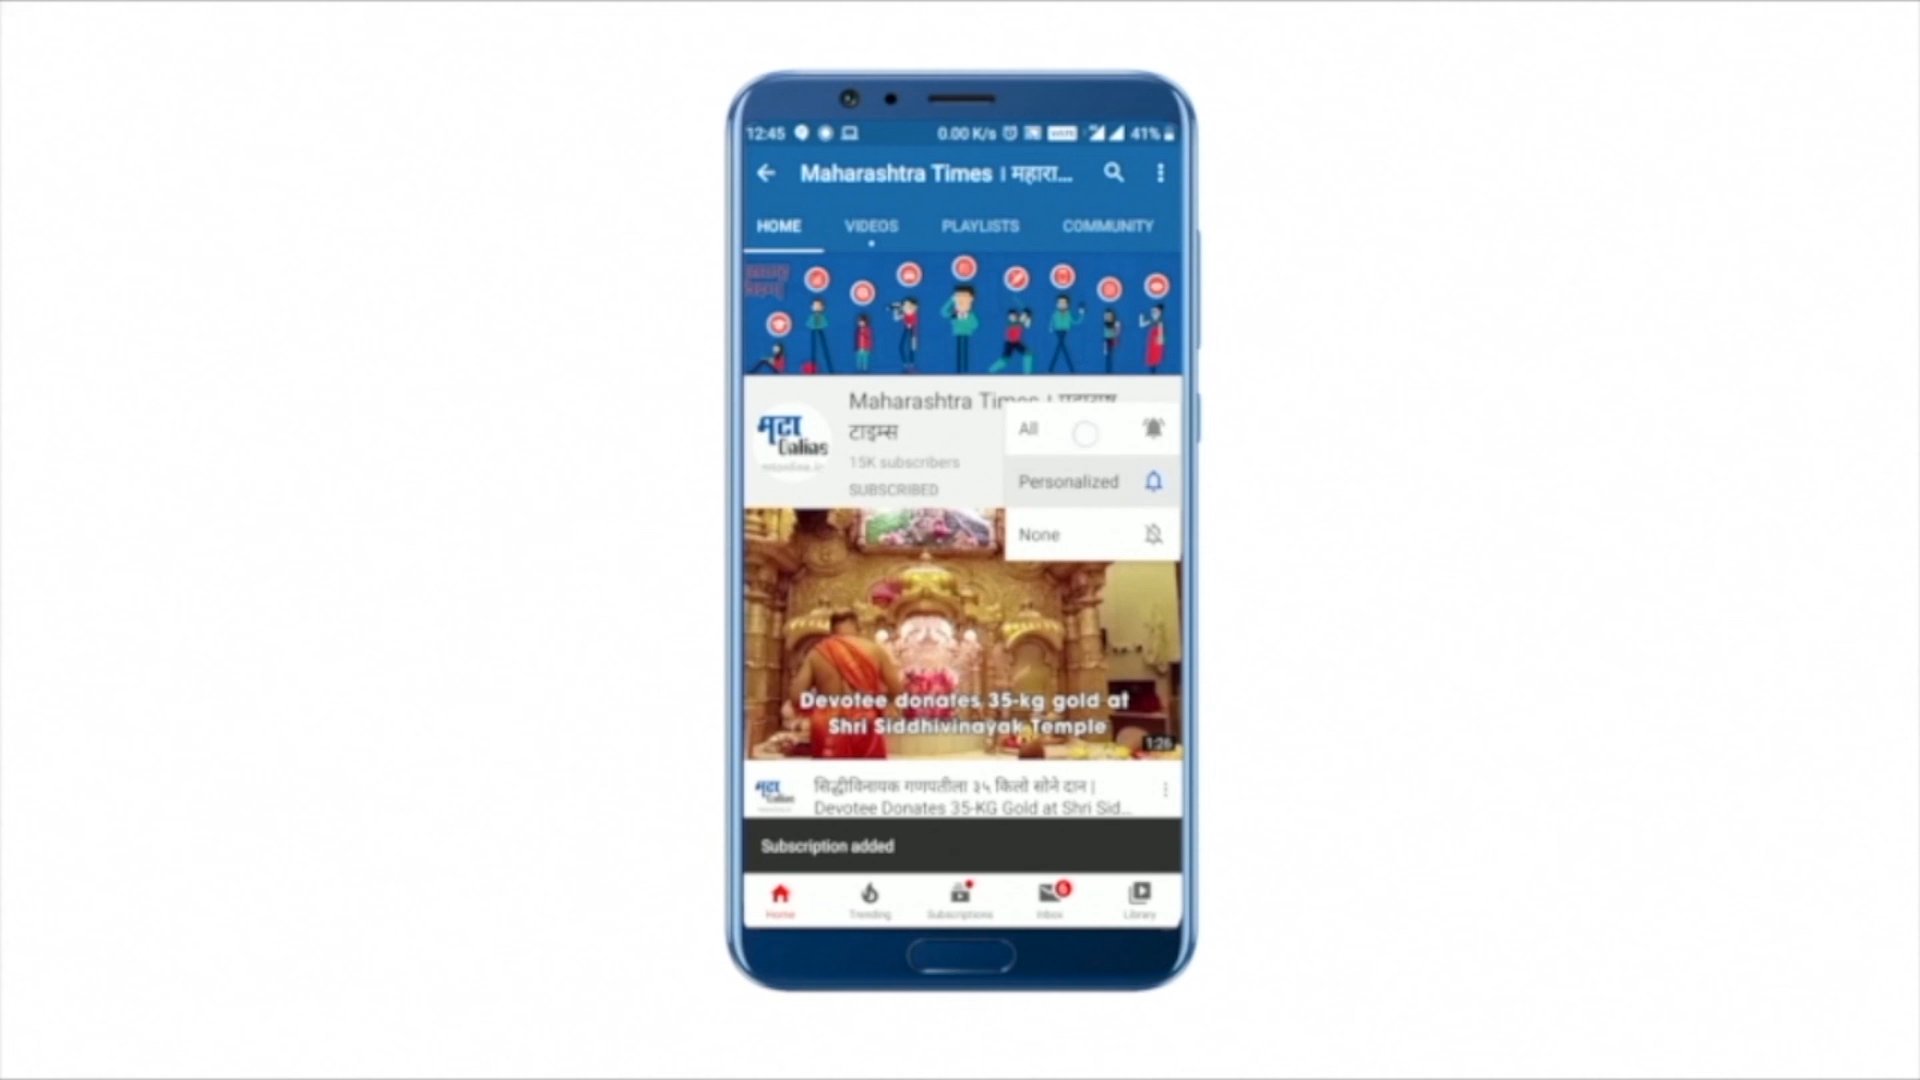 12:45 0.00 K/s 41%
Maharashtra Times । महारा...
HOME VIDEOS PLAYLISTS COMMUNITY
Maharashtra Times । महाराष्ट्र
टाइम्स
15K subscribers
SUBSCRIBED
All
Personalized
None
मटा
Devotee donates 35-kg gold at
Shri Siddhivinayak Temple
1:26
सिद्धीविनायक गणपतीला ३५ किलो सोने दान |
Devotee Donates 35-KG Gold at Shri Sid...
Subscription added
6
Home Trending Subscriptions Inbox Library